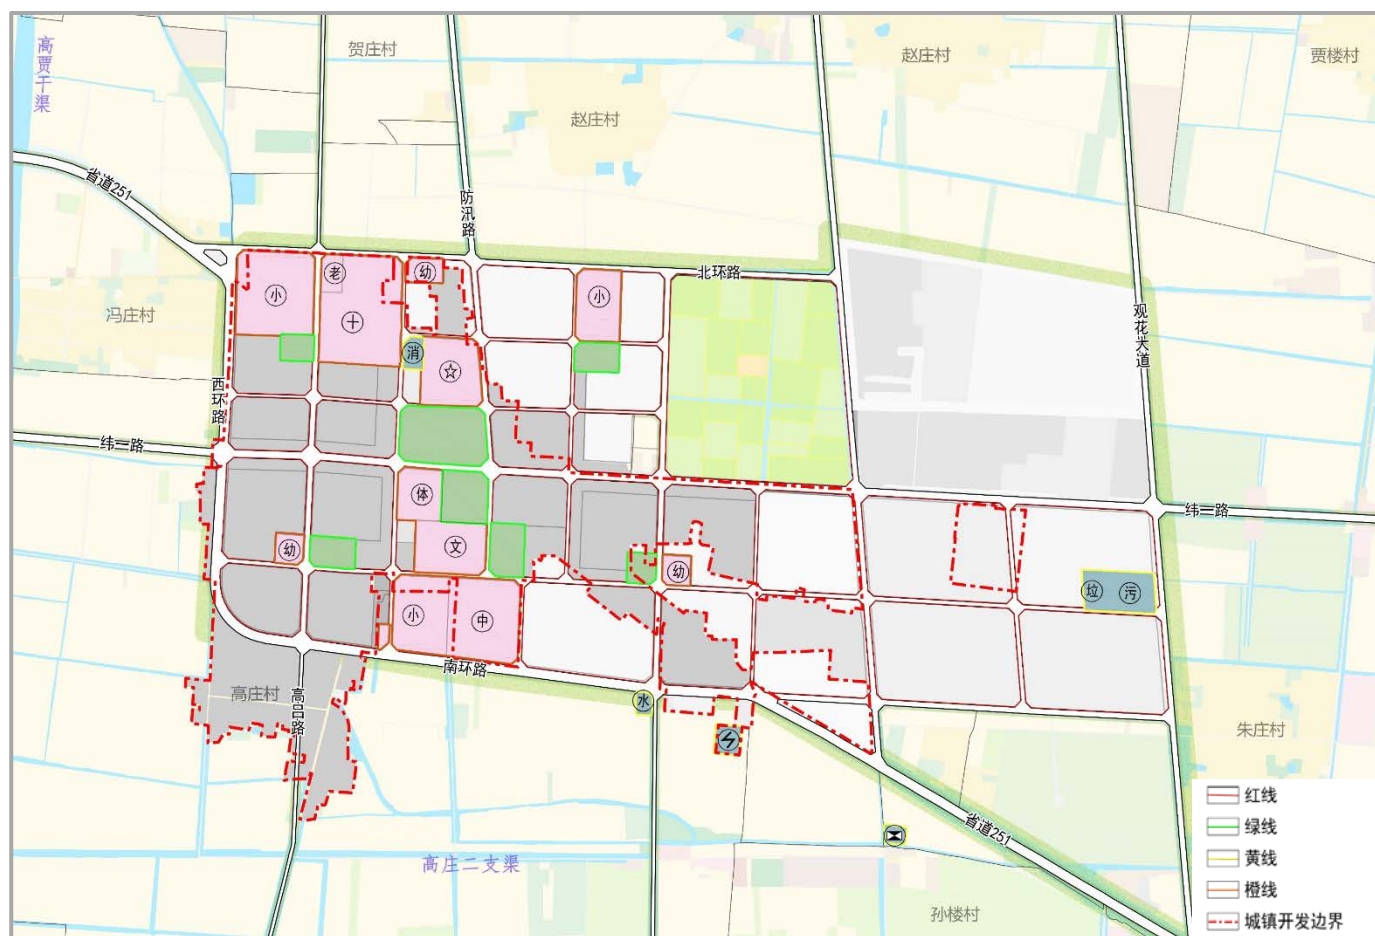 高贾干渠
贺庄村
赵庄村
赵庄村
贾楼村
省道251
防汛路
北环路
老
幼
小
小
十
冯庄村
消
观花大道
西环路
纬一路
体
纬一路
文
幼
幼
垃
污
小
中
南环路
高庄村
高吕路
水
朱庄村
省道251
高庄二支渠
孙楼村
红线
绿线
黄线
橙线
城镇开发边界